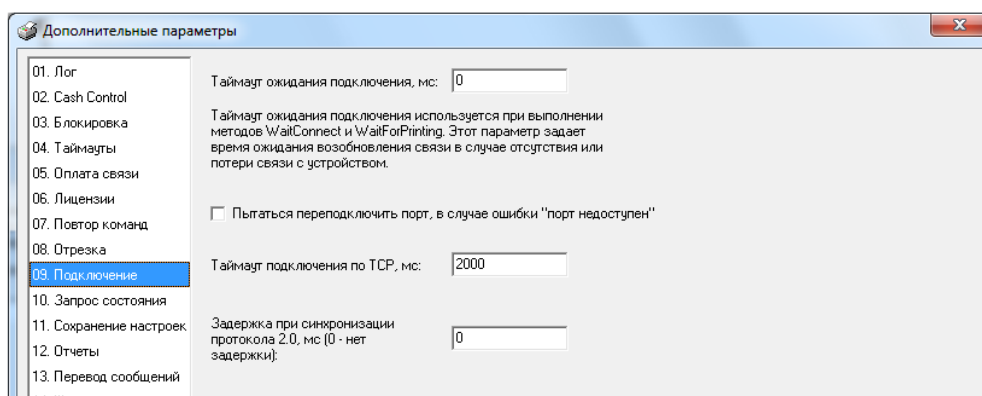 Дополнительные параметры
01. Лог
02. Cash Control
03. Блокировка
04. Таймауты
05. Оплата связи
06. Лицензии
07. Повтор команд
08. Отрезка
09. Подключение
10. Запрос состояния
11. Сохранение настроек
12. Отчеты
13. Перевод сообщений
Таймаут ожидания подключения, мс: 0
Таймаут ожидания подключения используется при выполнении
методов WaitConnect и WaitForPrinting. Этот параметр задает
время ожидания возобновления связи в случае отсутствия или
потери связи с устройством.
Пытаться переподключить порт, в случае ошибки "порт недоступен"
Таймаут подключения по TCP, мс: 2000
Задержка при синхронизации
протокола 2.0, мс (0 - нет
задержки): 0